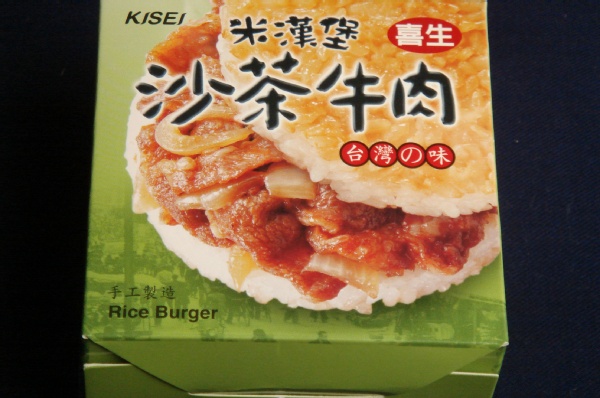 KISEI
米漢堡
喜生
沙茶牛肉
台灣の味
手工製造
Rice Burger